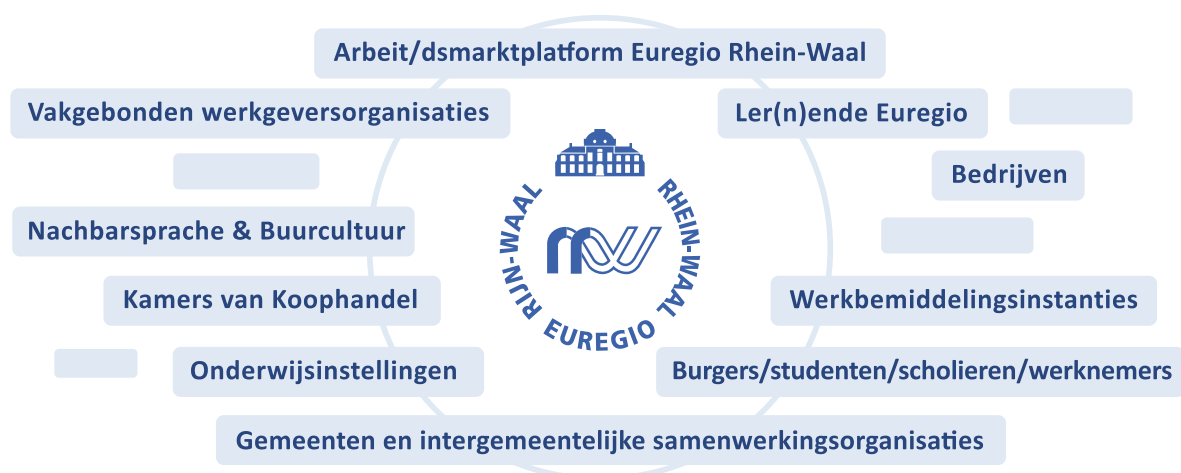 Arbeit/dsmarktplatform Euregio Rhein-Waal
Vakgebonden werkgeversorganisaties
Ler(n)ende Euregio
Bedrijven
Nachbarsprache & Buurcultuur
RIJN-WAAL
RHEIN-WAAL
EUREGIO
Kamers van Koophandel
Werkbemiddelingsinstanties
Onderwijsinstellingen
Burgers/studenten/scholieren/werknemers
Gemeenten en intergemeentelijke samenwerkingsorganisaties